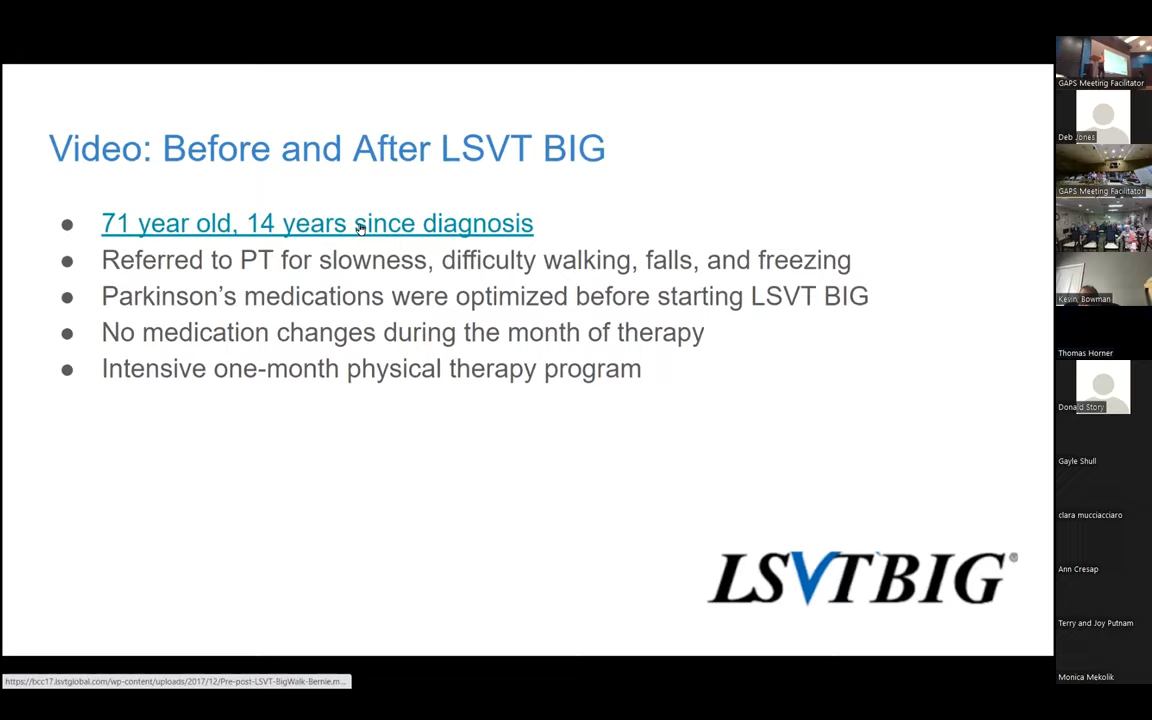 Video: Before and After LSVT BIG
● 71 year old, 14 years since diagnosis
● Referred to PT for slowness, difficulty walking, falls, and freezing
● Parkinson's medications were optimized before starting LSVT BIG
● No medication changes during the month of therapy
● Intensive one-month physical therapy program
LSVTBIG®
https://bcc17.lsvtglobal.com/wp-content/uploads/2017/12/Pre-post-LSVT-BigWalk-Bernie.m...
GAPS Meeting Facilitator
Deb Jones
GAPS Meeting Facilitator
Kevin Bowman
Thomas Horner
Donald Story
Gayle Shull
clara mucciacciaro
Ann Cresap
Terry and Joy Putnam
Monica Mekolik